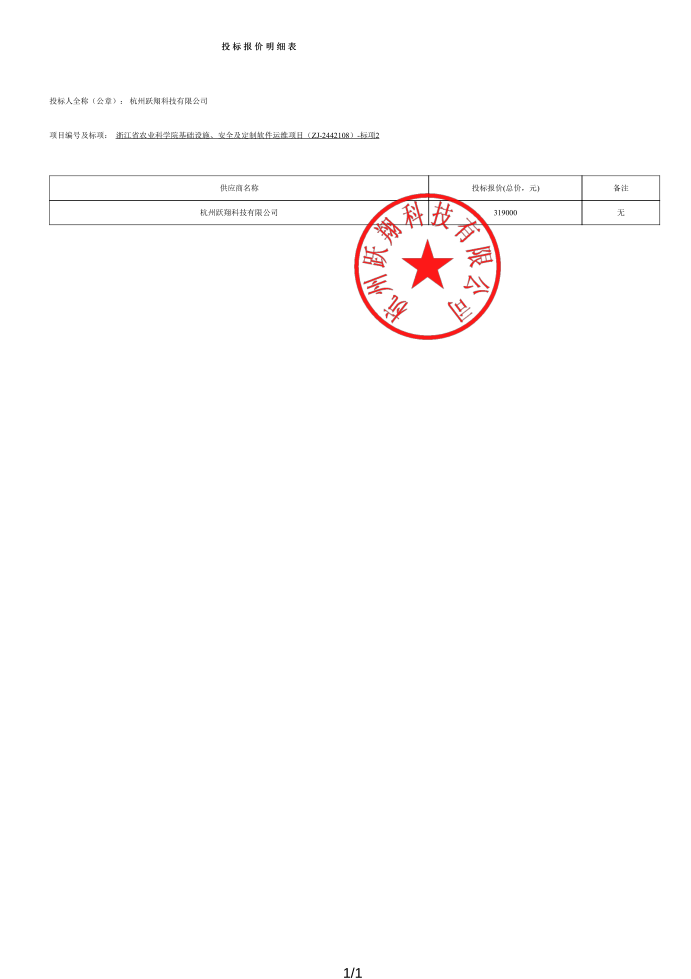 投标报价明细表
投标人全称（公章）： 杭州跃翔科技有限公司
项目编号及标项： 浙江省农业科学院基础设施、安全及定制软件运维项目（ZJ-2442108）-标项2
供应商名称 投标报价(总价，元) 备注
杭州跃翔科技有限公司 319000 无
杭州跃翔科技有限公司
1/1